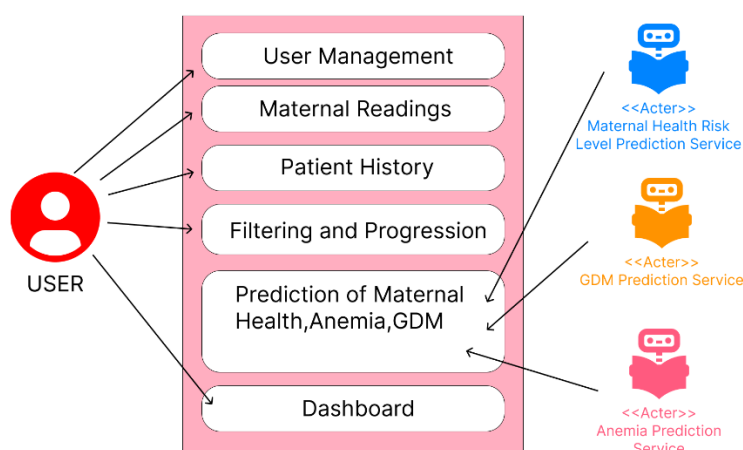 User Management
Maternal Readings
Patient History
Filtering and Progression
Prediction of Maternal
Health,Anemia,GDM
Dashboard
USER
<<Acter>>
Maternal Health Risk
Level Prediction Service
<<Acter>>
GDM Prediction Service
<<Acter>>
Anemia Prediction
Service